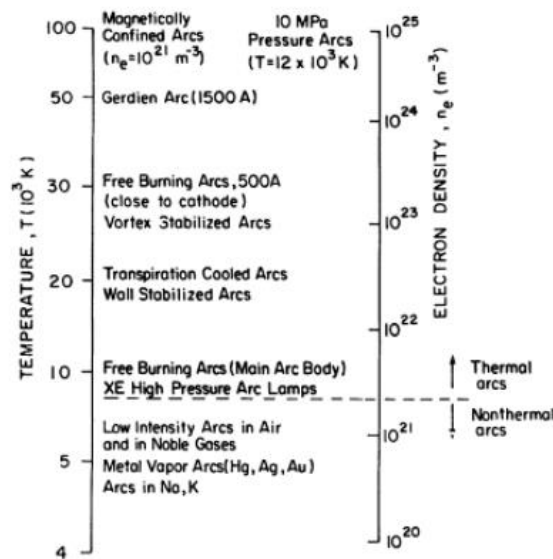 Magnetically
Confined Arcs
(nₑ=10²¹ m⁻³)
10 MPa
Pressure Arcs
(T=12 x 10³K)
Gerdien Arc (1500 A)
Free Burning Arcs, 500A
(close to cathode)
Vortex Stabilized Arcs
Transpiration Cooled Arcs
Wall Stabilized Arcs
Free Burning Arcs (Main Arc Body)
XE High Pressure Arc Lamps
Low Intensity Arcs in Air
and in Noble Gases
Metal Vapor Arcs (Hg, Ag, Au)
Arcs in Na, K
TEMPERATURE, T (10³ K)
100
50
30
20
10
5
4
ELECTRON DENSITY, nₑ (m⁻³)
10²⁵
10²⁴
10²³
10²²
10²¹
10²⁰
Thermal
arcs
Nonthermal
arcs